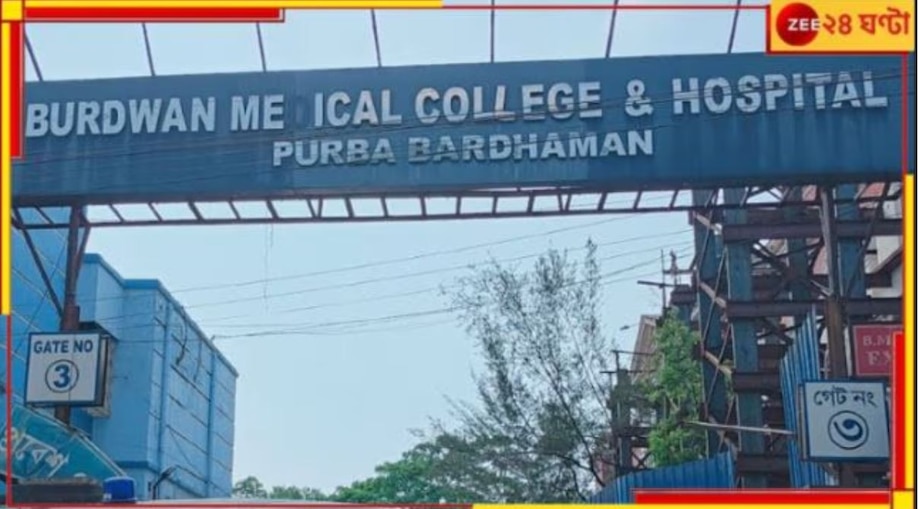 ZEE ২৪ ঘণ্টা
BURDWAN ME ICAL COLLEGE & HOSPITAL
PURBA BARDHAMAN
GATE NO
3
গেট নং
৩